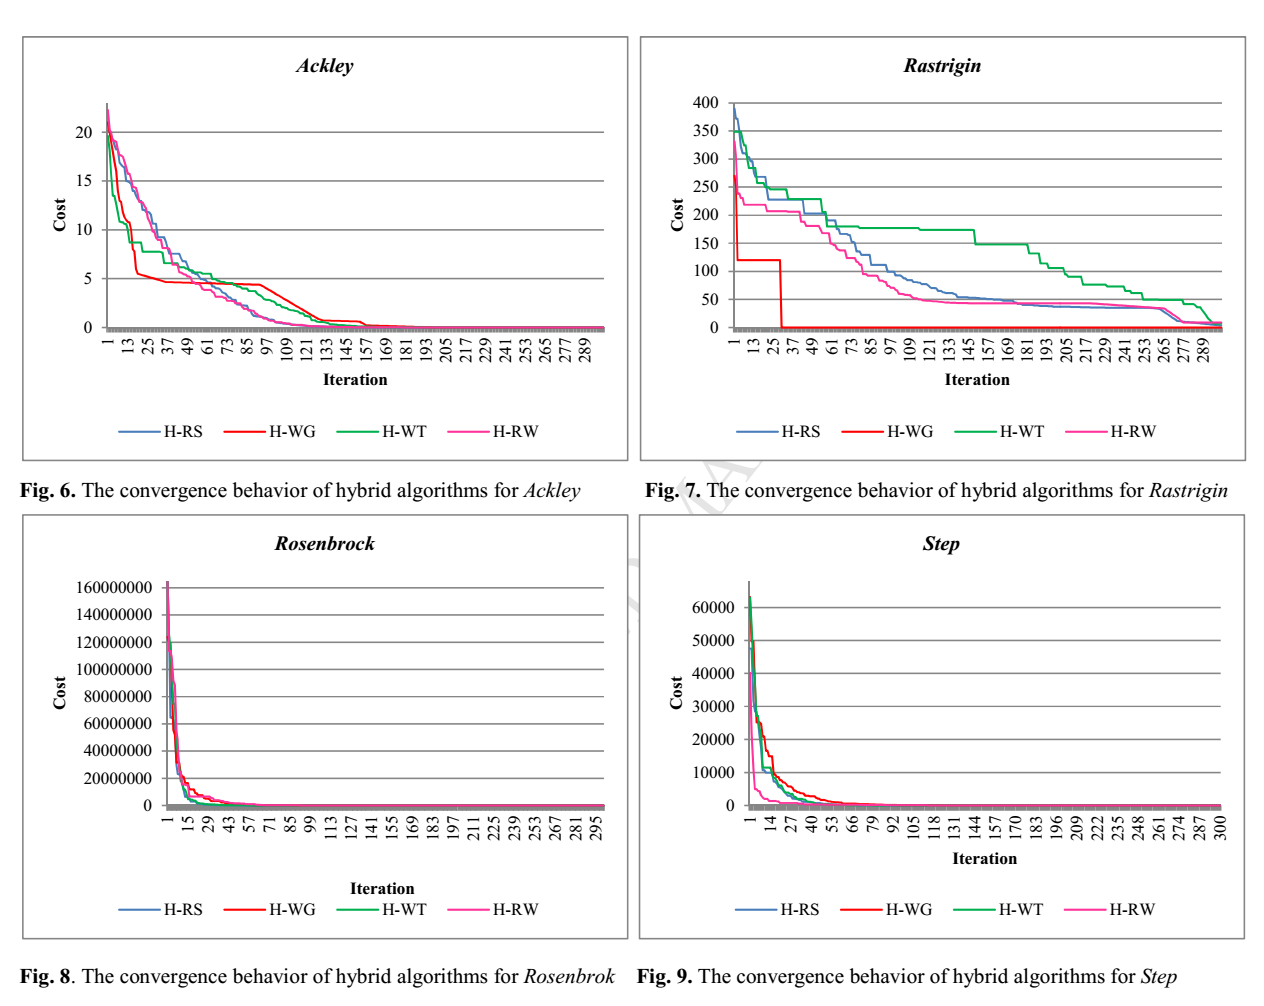 Ackley
20
15
10
5
0
Cost
1 13 25 37 49 61 73 85 97 109 121 133 145 157 169 181 193 205 217 229 241 253 265 277 289
Iteration
H-RS H-WG H-WT H-RW
Rastrigin
400
350
300
250
200
150
100
50
0
Cost
1 13 25 37 49 61 73 85 97 109 121 133 145 157 169 181 193 205 217 229 241 253 265 277 289
Iteration
H-RS H-WG H-WT H-RW
Fig. 6. The convergence behavior of hybrid algorithms for Ackley
Fig. 7. The convergence behavior of hybrid algorithms for Rastrigin
Rosenbrock
160000000
140000000
120000000
100000000
80000000
60000000
40000000
20000000
0
Cost
1 15 29 43 57 71 85 99 113 127 141 155 169 183 197 211 225 239 253 267 281 295
Iteration
H-RS H-WG H-WT H-RW
Step
60000
50000
40000
30000
20000
10000
0
Cost
1 14 27 40 53 66 79 92 105 118 131 144 157 170 183 196 209 222 235 248 261 274 287 300
Iteration
H-RS H-WG H-WT H-RW
Fig. 8. The convergence behavior of hybrid algorithms for Rosenbrok
Fig. 9. The convergence behavior of hybrid algorithms for Step